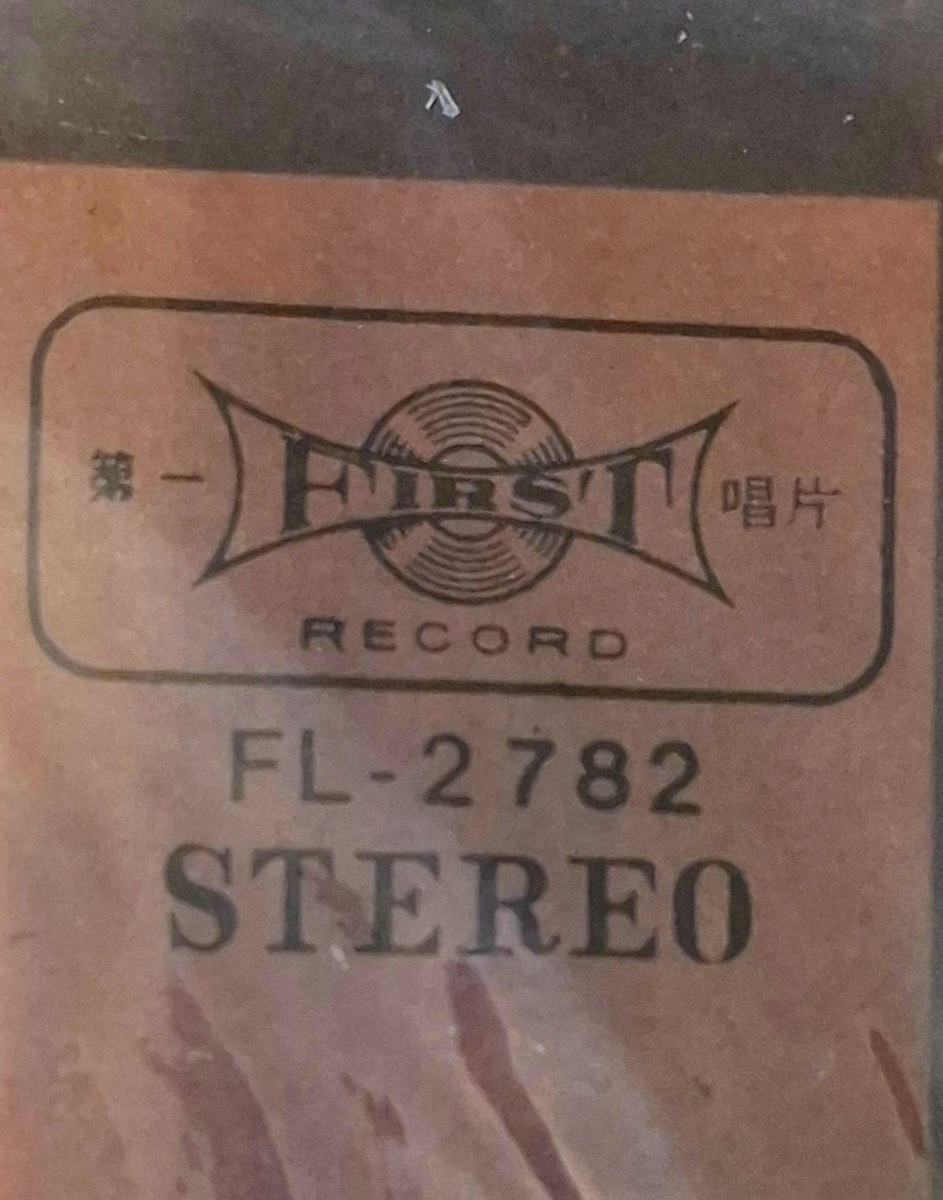 第一 FIRST 唱片
RECORD
FL-2782
STEREO